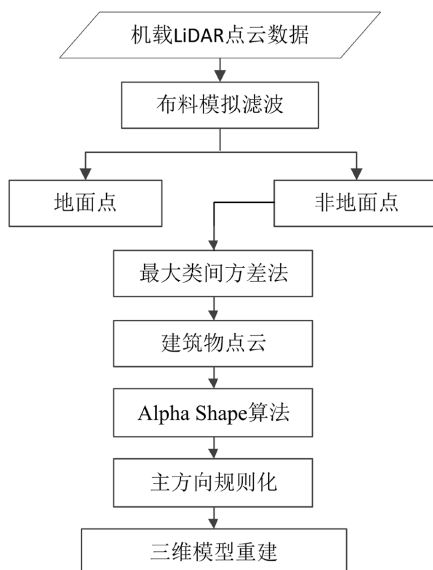 机载LiDAR点云数据
布料模拟滤波
地面点
非地面点
最大类间方差法
建筑物点云
Alpha Shape算法
主方向规则化
三维模型重建